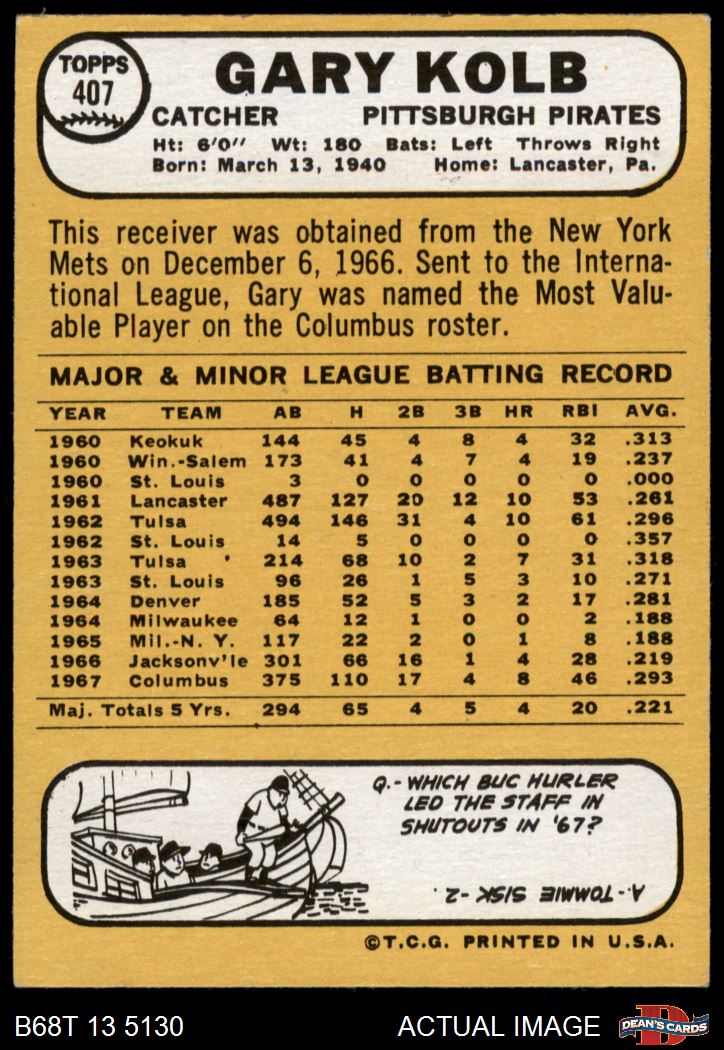 TOPPS
407
GARY KOLB
CATCHER PITTSBURGH PIRATES
Ht: 6'0" Wt: 180 Bats: Left Throws Right
Born: March 13, 1940 Home: Lancaster, Pa.
This receiver was obtained from the New York
Mets on December 6, 1966. Sent to the Interna-
tional League, Gary was named the Most Valu-
able Player on the Columbus roster.
MAJOR & MINOR LEAGUE BATTING RECORD
YEAR TEAM AB H 2B 3B HR RBI AVG.
1960 Keokuk 144 45 4 8 4 32 .313
1960 Win.-Salem 173 41 4 7 4 19 .237
1960 St. Louis 3 0 0 0 0 0 .000
1961 Lancaster 487 127 20 12 10 53 .261
1962 Tulsa 494 146 31 4 10 61 .296
1962 St. Louis 14 5 0 0 0 0 .357
1963 Tulsa 214 68 10 2 7 31 .318
1963 St. Louis 96 26 1 5 3 10 .271
1964 Denver 185 52 5 3 2 17 .281
1964 Milwaukee 64 12 1 0 0 2 .188
1965 Mil.-N. Y. 117 22 2 0 1 8 .188
1966 Jacksonv'le 301 66 16 1 4 28 .219
1967 Columbus 375 110 17 4 8 46 .293
Maj. Totals 5 Yrs. 294 65 4 5 4 20 .221
Q.- WHICH BUC HURLER
LED THE STAFF IN
SHUTOUTS IN '67?
A.- TOMMIE SISK - 2.
©T.C.G. PRINTED IN U.S.A.
B68T 13 5130 ACTUAL IMAGE D DEAN'S CARDS